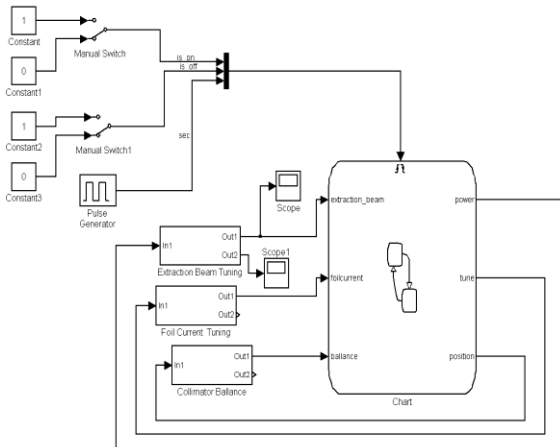 1
Constant
Manual Switch
0
Constant1
is_on
is_off
1
Constant2
Manual Switch1
sec
0
Constant3
Pulse
Generator
Scope
extraction_beam
power
In1
Out1
Out2
Scope1
Extraction Beam Tuning
foilcurrent
tune
In1
Out1
Out2
Foil Current Tuning
In1
Out1
Out2
Collimator Ballance
ballance
position
Chart